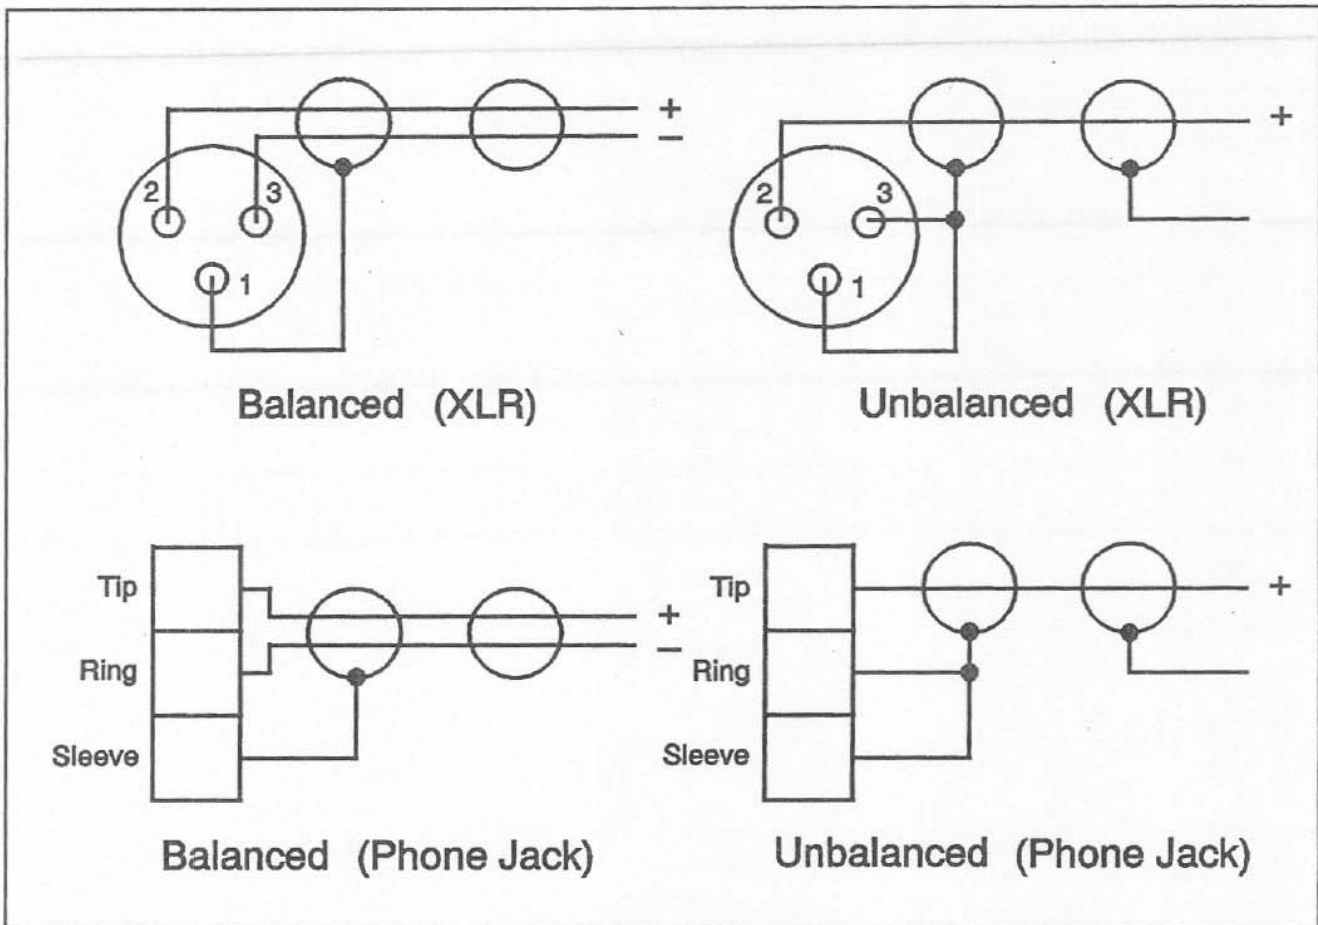 +
−
2
3
1
Balanced (XLR)
+
2
3
1
Unbalanced (XLR)
Tip
Ring
Sleeve
+
−
Balanced (Phone Jack)
Tip
Ring
Sleeve
+
Unbalanced (Phone Jack)